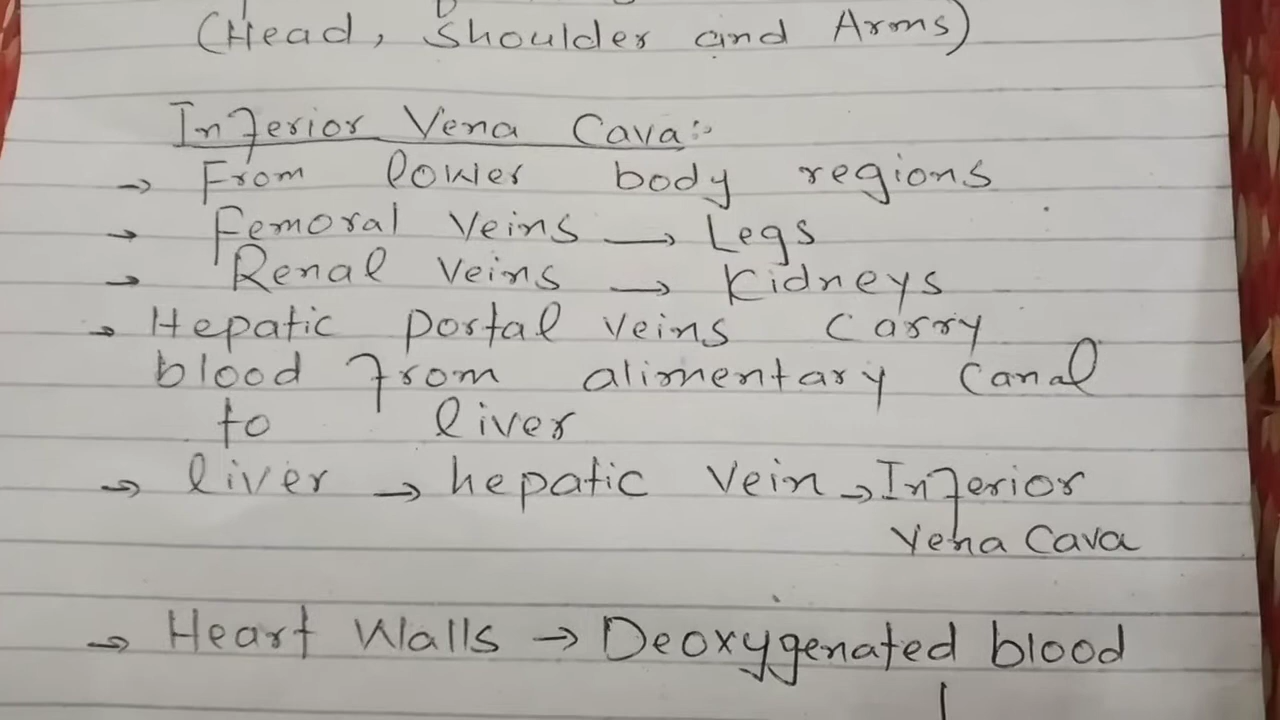 (Head, Shoulder and Arms)
Inferior Vena Cava:-
→ From lower body regions
→ Femoral Veins → Legs
→ Renal Veins → Kidneys
→ Hepatic portal veins carry
blood from alimentary Canal
to liver
→ liver → hepatic Vein → Inferior
Vena Cava
→ Heart Walls → Deoxygenated blood